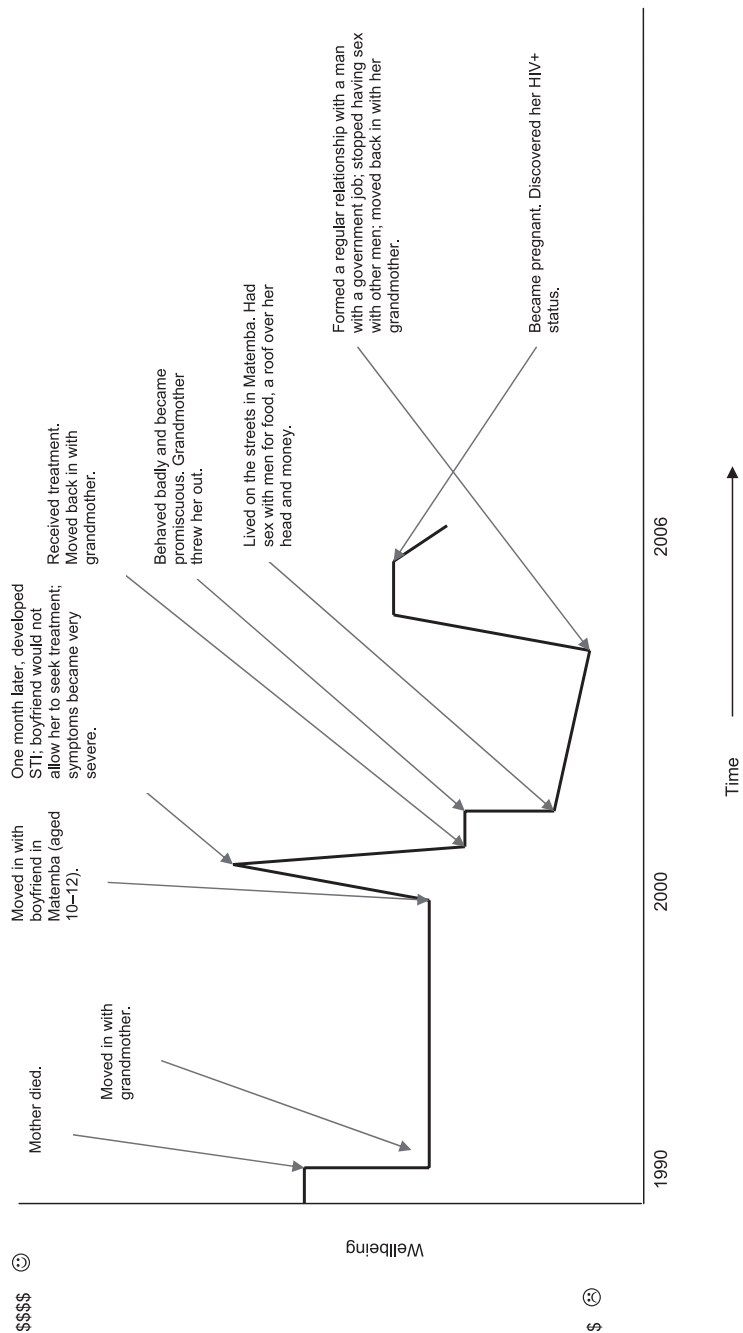 $$$$ ☺
Wellbeing
$ ☹
Mother died.
Moved in with
grandmother.
Moved in with
boyfriend in
Matemba (aged
10–12).
One month later, developed
STI; boyfriend would not
allow her to seek treatment;
symptoms became very
severe.
Received treatment.
Moved back in with
grandmother.
Behaved badly and became
promiscuous. Grandmother
threw her out.
Lived on the streets in Matemba. Had
sex with men for food, a roof over her
head and money.
Formed a regular relationship with a man
with a government job; stopped having sex
with other men; moved back in with her
grandmother.
Became pregnant. Discovered her HIV+
status.
1990
2000
2006
Time